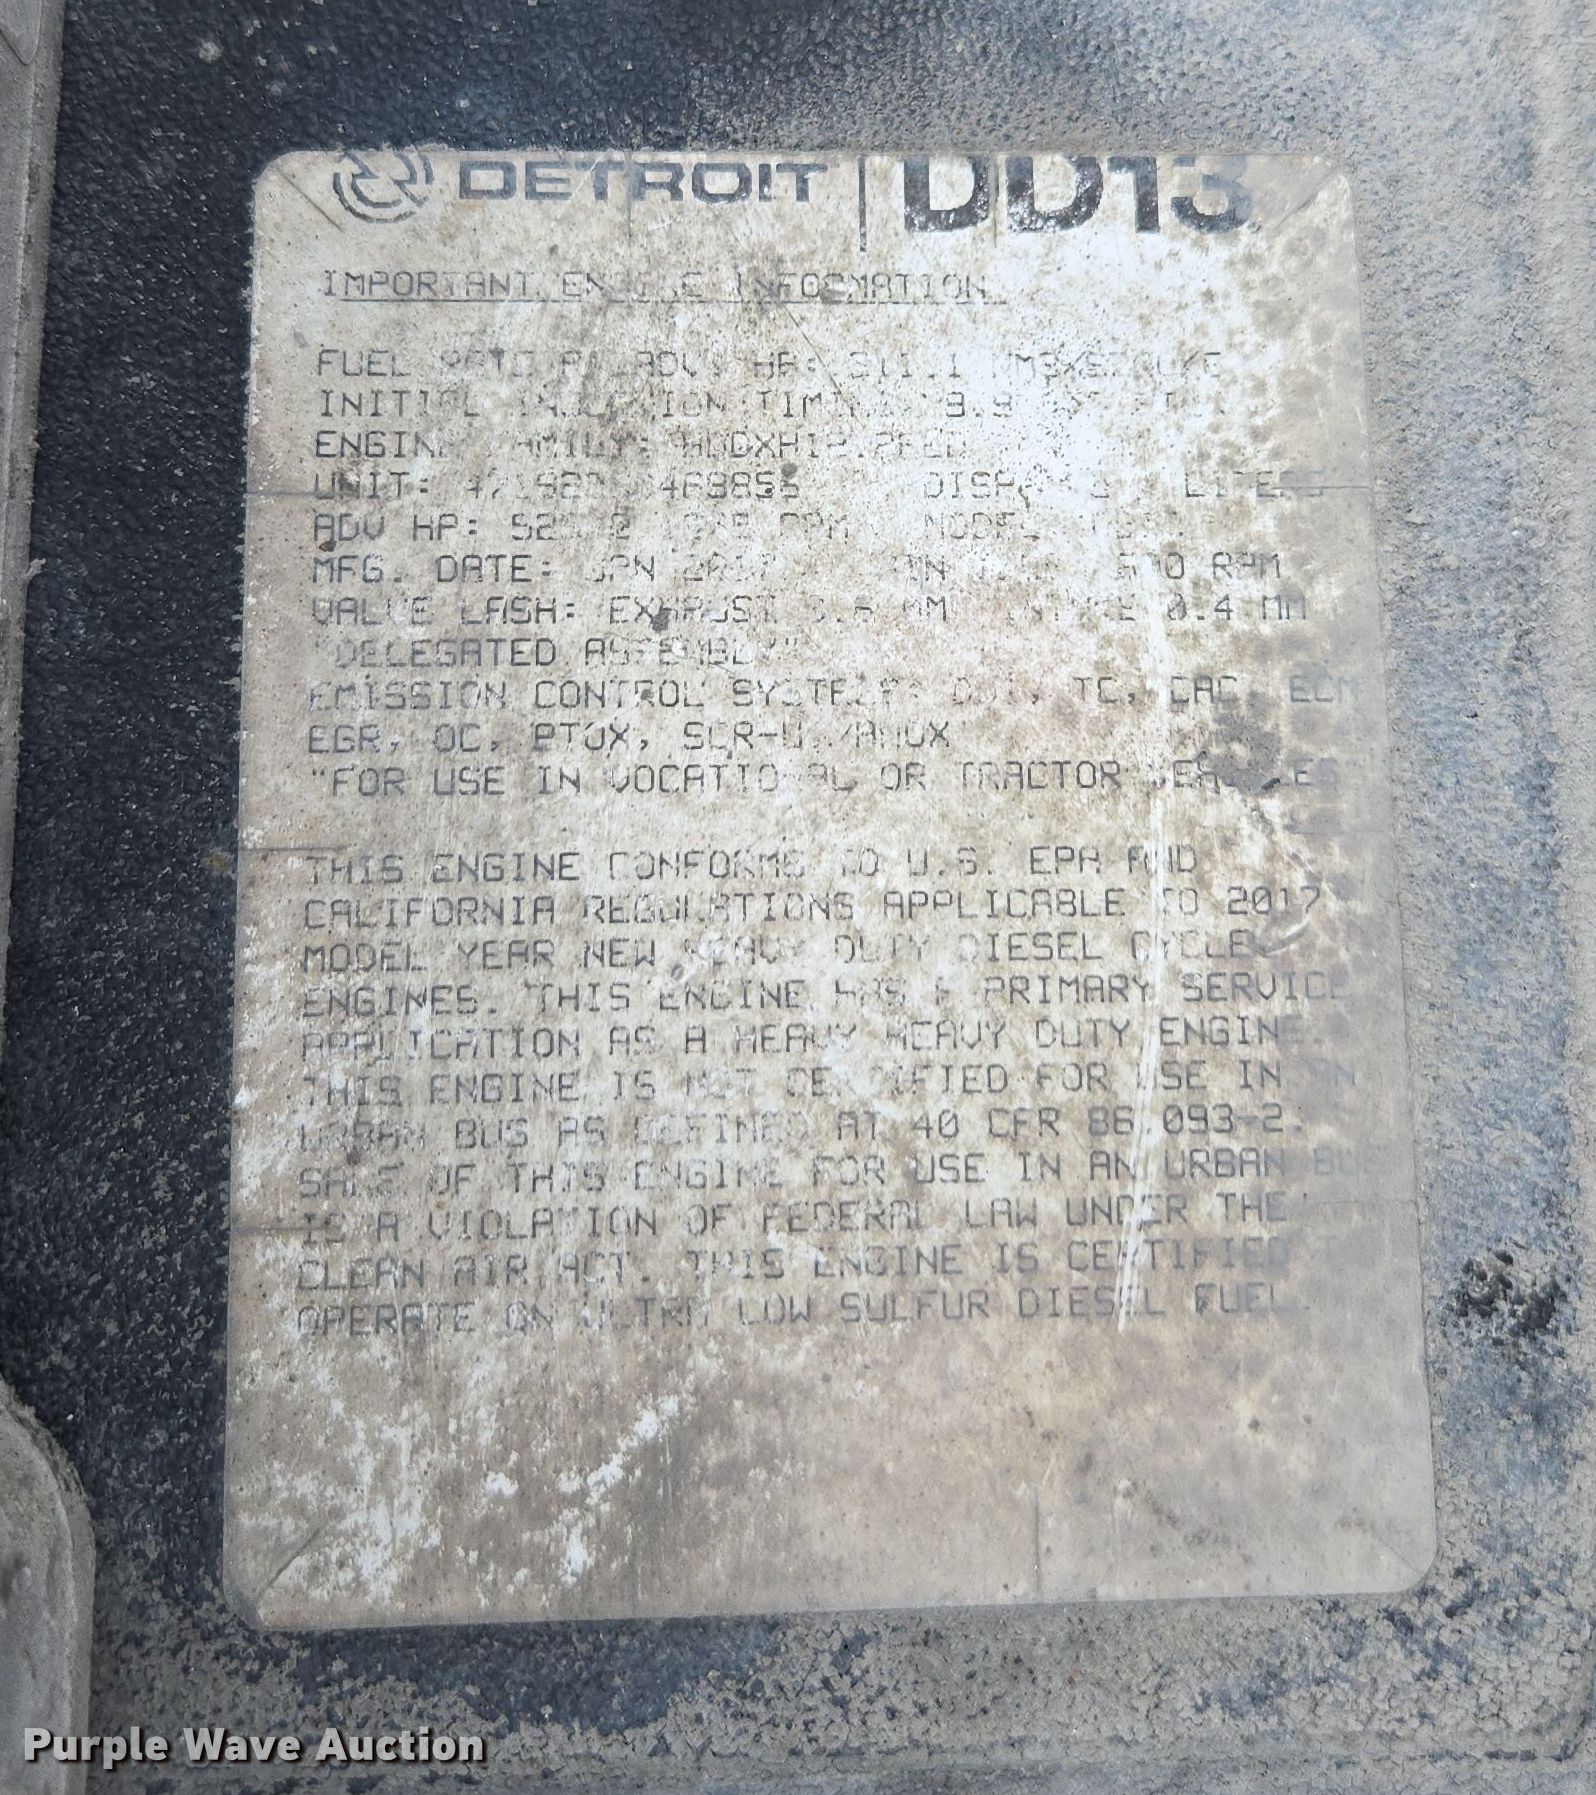 DETROIT | DD13
IMPORTANT ENGINE INFORMATION
FUEL ADV. HP:
INITIAL INJECTION TIMING
ENGINE FAMILY:
UNIT: LITERS
ADV HP: RPM MODEL
MFG. DATE: JAN RPM
VALVE LASH: EXHAUST MM INTAKE 0.4 MM
"DELEGATED ASSEMBLY"
EMISSION CONTROL SYSTEM: TC, CAC, ECM
EGR, OC, PTOX,
"FOR USE IN VOCATIONAL OR TRACTOR VEHICLES"
THIS ENGINE CONFORMS TO U.S. EPA AND
CALIFORNIA REGULATIONS APPLICABLE TO 2017
MODEL YEAR NEW HEAVY DUTY DIESEL CYCLE
ENGINES. THIS ENGINE HAS A PRIMARY SERVICE
APPLICATION AS A HEAVY HEAVY DUTY ENGINE.
THIS ENGINE IS NOT CERTIFIED FOR USE IN AN
URBAN BUS AS DEFINED AT 40 CFR 86.093-2.
SALE OF THIS ENGINE FOR USE IN AN URBAN BUS
IS A VIOLATION OF FEDERAL LAW UNDER THE
CLEAN AIR ACT. THIS ENGINE IS CERTIFIED
OPERATE ON ULTRA LOW SULFUR DIESEL FUEL.
Purple Wave Auction